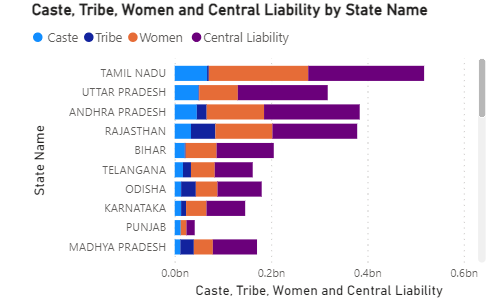 Caste, Tribe, Women and Central Liability by State Name
Caste Tribe Women Central Liability
State Name
TAMIL NADU
UTTAR PRADESH
ANDHRA PRADESH
RAJASTHAN
BIHAR
TELANGANA
ODISHA
KARNATAKA
PUNJAB
MADHYA PRADESH
0.00bn 0.2bn 0.4bn 0.6bn
Caste, Tribe, Women and Central Liability